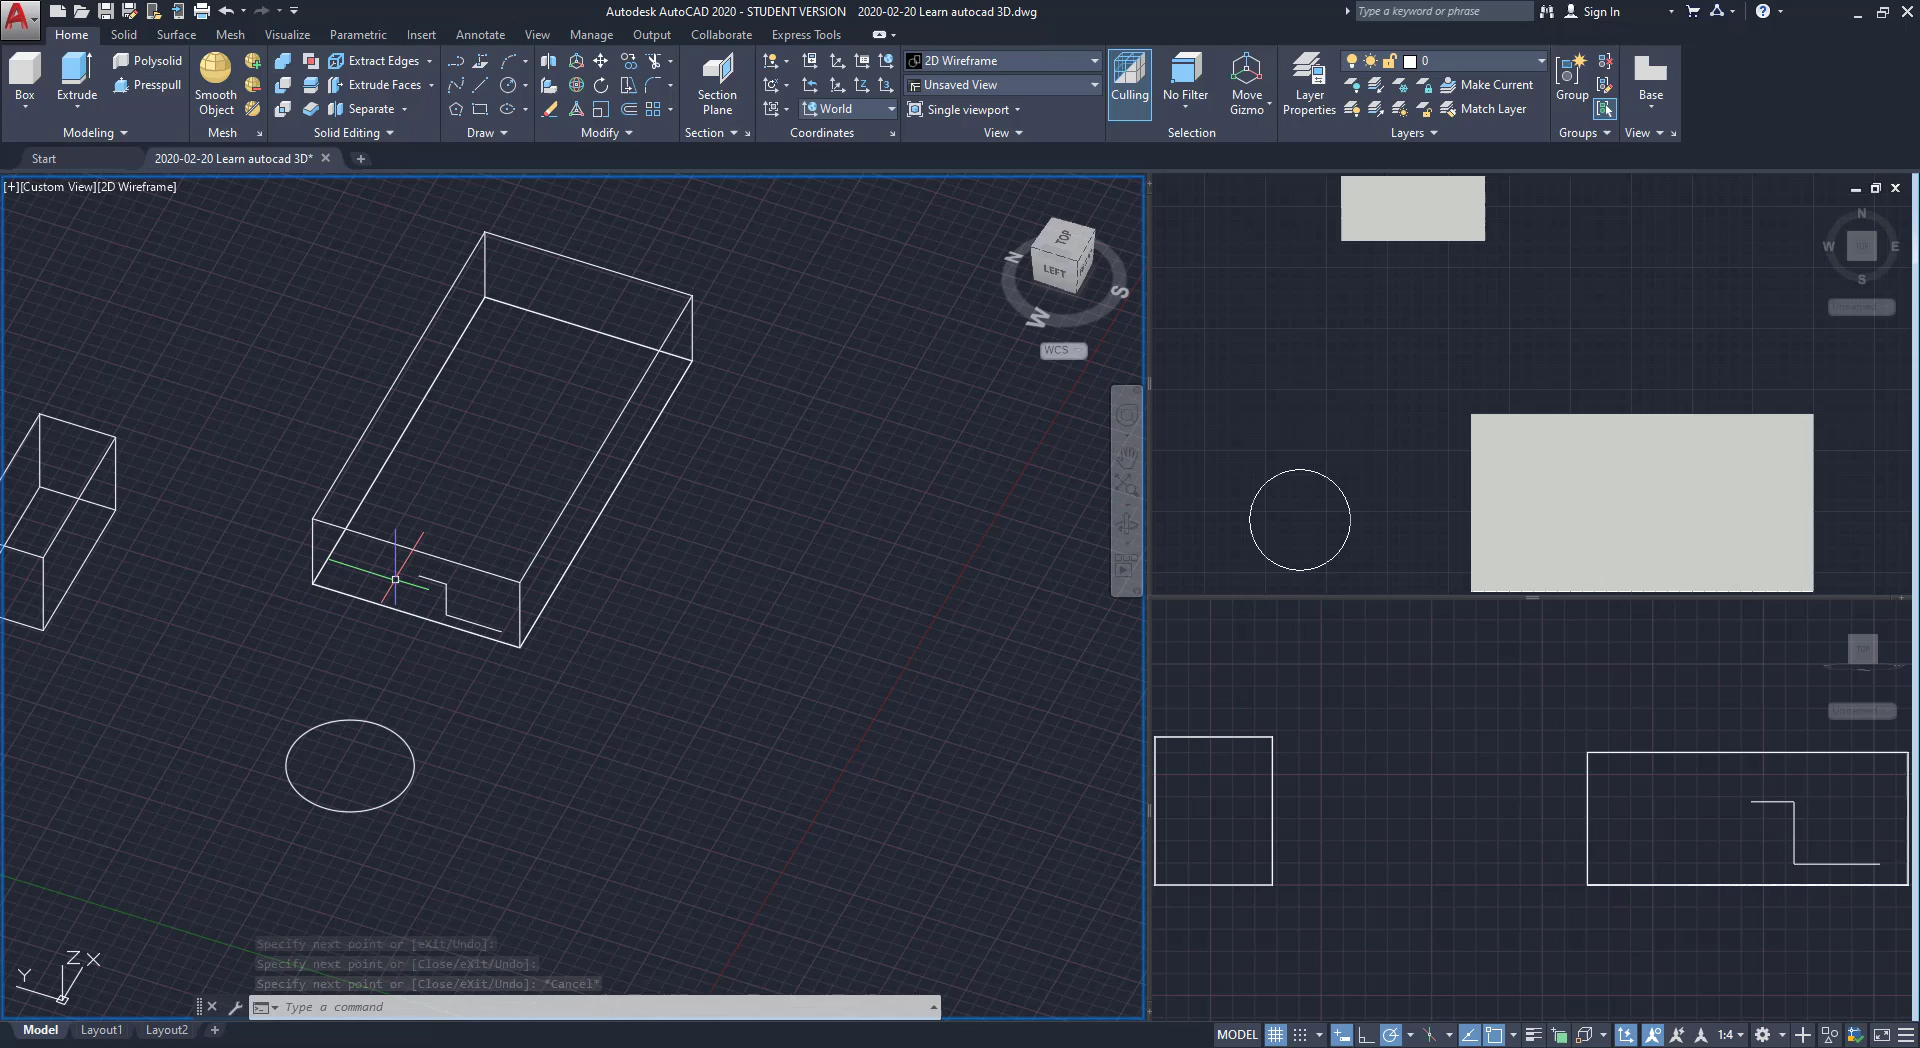 Autodesk AutoCAD 2020 - STUDENT VERSION 2020-02-20 Learn autocad 3D.dwg
Type a keyword or phrase
Sign In
Home Solid Surface Mesh Visualize Parametric Insert Annotate View Manage Output Collaborate Express Tools
Box
Extrude
Polysolid
Presspull
Modeling
Smooth
Object
Mesh
Extract Edges
Extrude Faces
Separate
Solid Editing
Draw
Modify
Section
Plane
Section
World
Coordinates
2D Wireframe
Unsaved View
Single viewport
View
Culling
No Filter
Move
Gizmo
Selection
Layer
Properties
0
Make Current
Match Layer
Layers
Group
Groups
Base
View
Start
2020-02-20 Learn autocad 3D*
[+][Custom View][2D Wireframe]
TOP
LEFT
N
S
W
WCS
N
W
TOP
E
S
Unnamed
TOP
Unnamed
Z
X
Y
Specify next point or [eXit/Undo]:
Specify next point or [Close/eXit/Undo]:
Specify next point or [Close/eXit/Undo]: *Cancel*
Type a command
Model Layout1 Layout2
MODEL
1:4